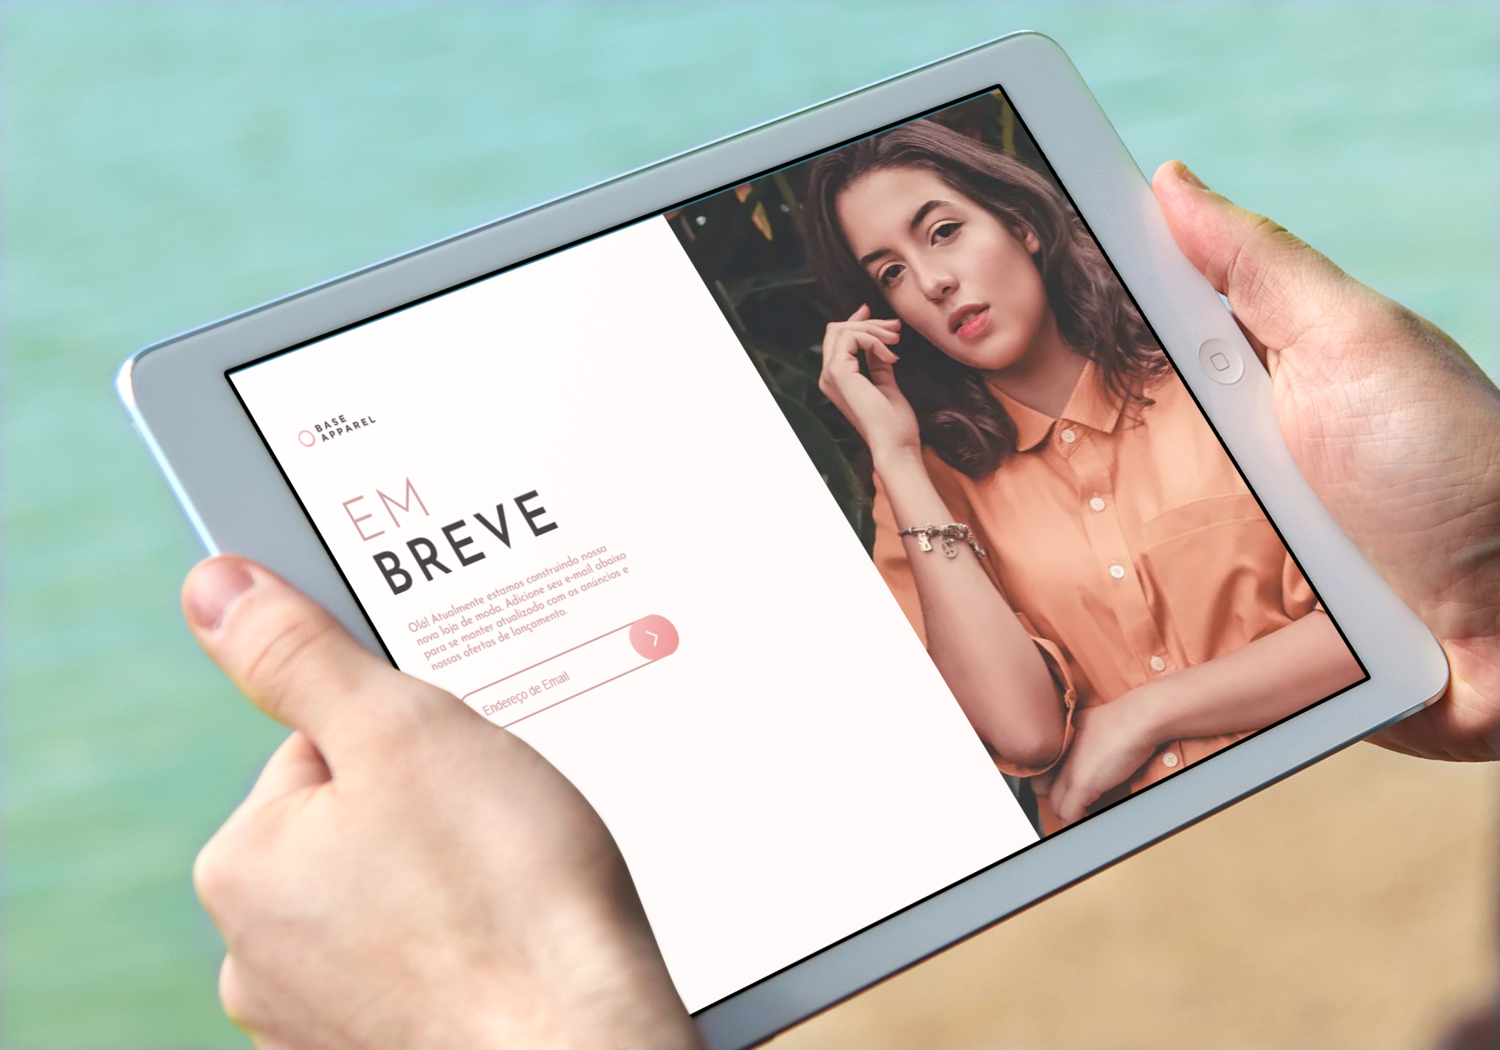 BASE
APPAREL
EM
BREVE
Olá! Atualmente estamos construindo nossa
nova loja de moda. Adicione seu e-mail abaixo
para se manter atualizado com os anúncios e
nossas ofertas de lançamento.
Endereço de Email